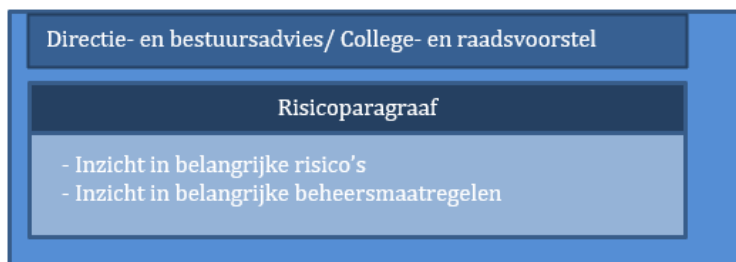 Directie- en bestuursadvies/ College- en raadsvoorstel
Risicoparagraaf
- Inzicht in belangrijke risico's
- Inzicht in belangrijke beheersmaatregelen